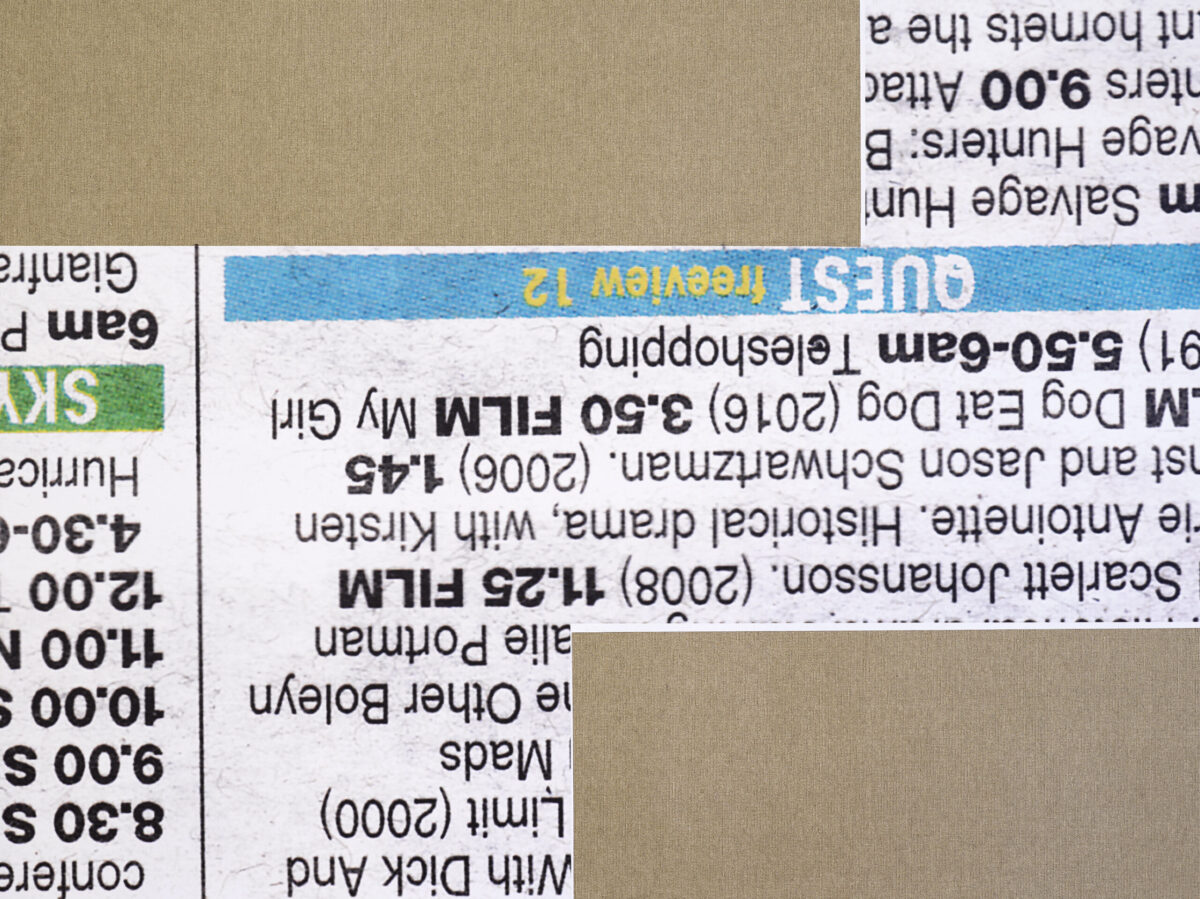 With Dick And
Limit (2000)
Mads
ne Other Boleyn
alie Portman
Scarlett Johansson. (2008) 11.25 FILM
ie Antoinette. Historical drama, with Kirsten
nst and Jason Schwartzman. (2006) 1.45
LM Dog Eat Dog (2016) 3.50 FILM My Girl
91) 5.50-6am Teleshopping
QUEST freeview 12
m Salvage Hun
vage Hunters: B
nters 9.00 Attac
nt hornets the a
confere
8.30 S
9.00 S
10.00 S
11.00 N
12.00
4.30-
Hurrica
SKY
6am P
Gianfra